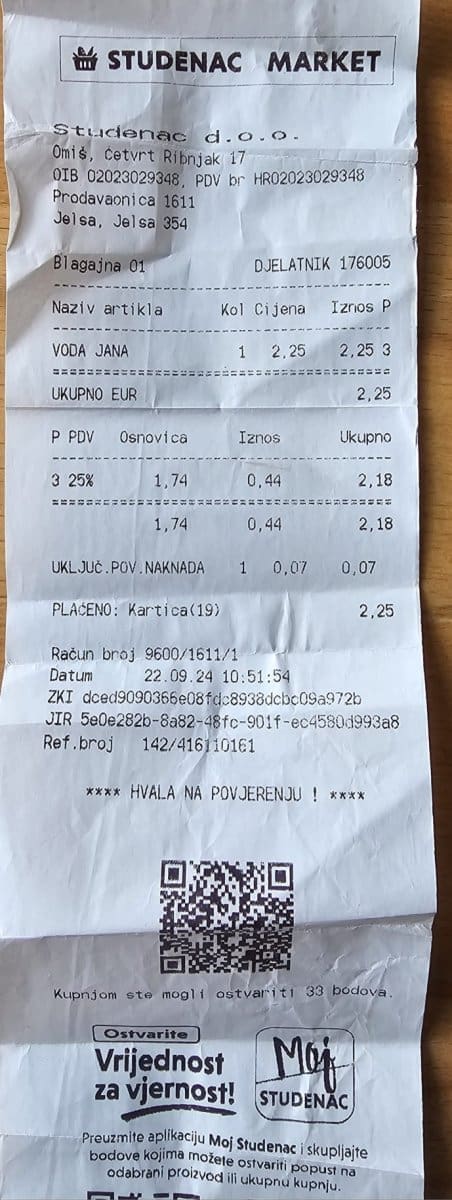 STUDENAC MARKET
Studenac d.o.o.
Omiš, Četvrt Ribnjak 17
OIB 02023029348, PDV br HR02023029348
Prodavaonica 1611
Jelsa, Jelsa 354
Blagajna 01 DJELATNIK 176005
Naziv artikla Kol Cijena Iznos P
VODA JANA 1 2,25 2,25 3
UKUPNO EUR 2,25
P PDV Osnovica Iznos Ukupno
3 25% 1,74 0,44 2,18
1,74 0,44 2,18
UKLJUČ.POV.NAKNADA 1 0,07 0,07
PLAĆENO: Kartica(19) 2,25
Račun broj 9600/1611/1
Datum 22.09.24 10:51:54
ZKI dced9090366e08fdc8938dcbc09a972b
JIR 5e0e282b-8a82-48fc-901f-ec4580d993a8
Ref.broj 142/416110161
**** HVALA NA POVJERENJU ! ****
Kupnjom ste mogli ostvariti 33 bodova.
Ostvarite
Vrijednost
za vjernost!
Moj
STUDENAC
Preuzmite aplikaciju Moj Studenac i skupljajte
bodove kojima možete ostvariti popust na
odabrani proizvod ili ukupnu kupnju.